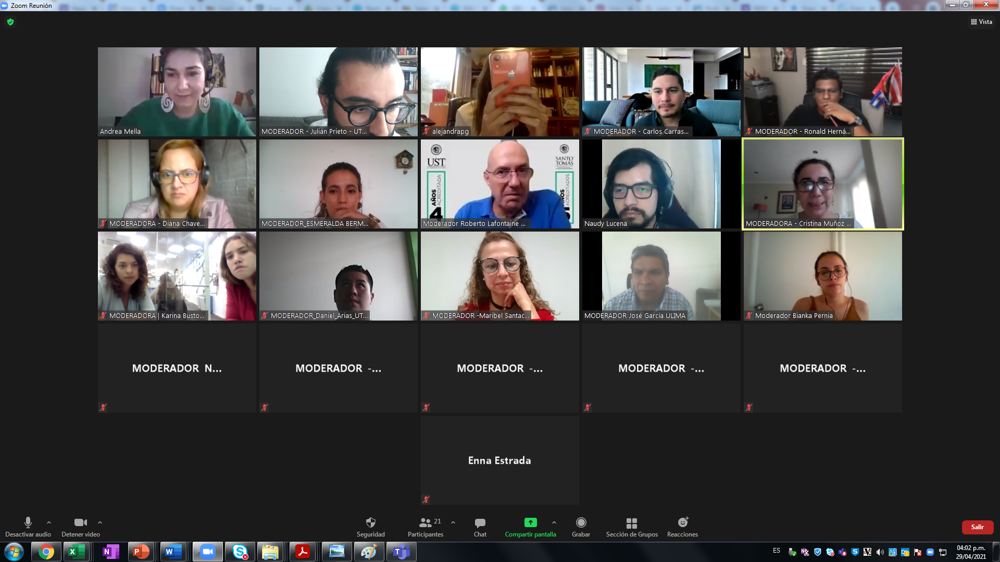 Zoom Reunión
Vista
Andrea Mella
MODERADOR - Julián Prieto - UT...
alejandrapg
MODERADOR - Carlos Carras...
MODERADOR - Ronald Herná...
MODERADORA - Diana Chave...
MODERADOR_ESMERALDA BERM...
UST
AÑOS ACREDITADA
4
SANTO TOMAS
AÑOS ACREDITADOS
Moderador Roberto Lafontajne ...
Naudy Lucena
MODERADORA - Cristina Muñoz ...
MODERADORA | Karina Busto...
MODERADOR_Daniel_Arias_UT...
MODERADOR -Maribel Santac...
MODERADOR José García ULIMA
Moderador Bianka Pernia
MODERADOR N...
MODERADOR -...
MODERADOR -...
MODERADOR -...
MODERADOR -...
Enna Estrada
Desactivar audio
Detener video
Seguridad
21
Participantes
Chat
Compartir pantalla
Grabar
Sección de Grupos
Reacciones
Salir
ES
04:02 p.m.
29/04/2021